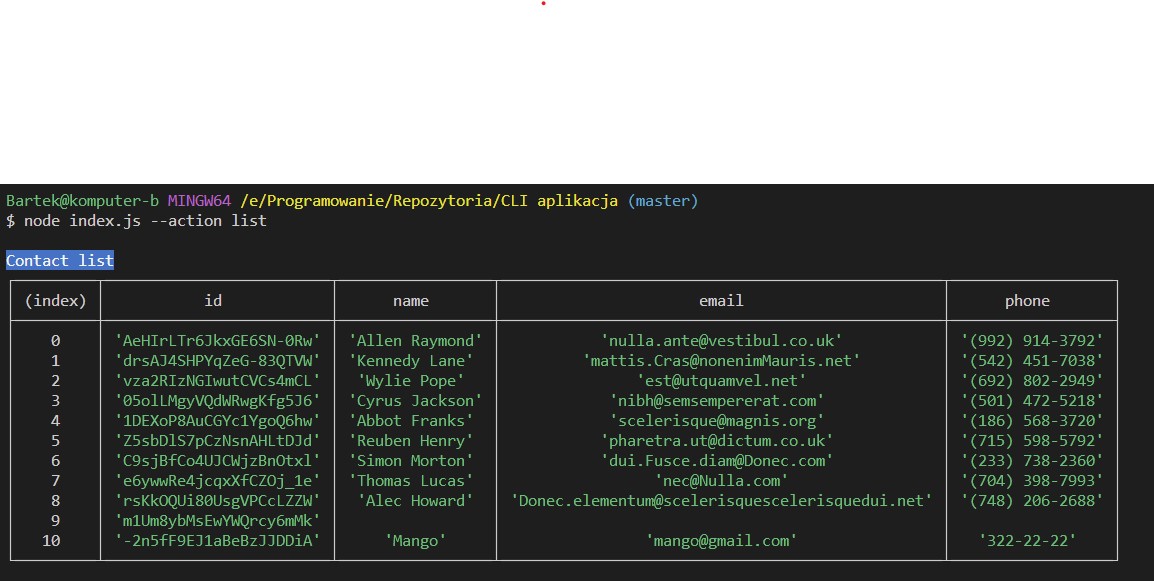 Bartek@komputer-b MINGW64 /e/Programowanie/Repozytoria/CLI aplikacja (master)
$ node index.js --action list
Contact list
(index) id name email phone
0 'AeHIrLTr6JkxGE6SN-0Rw' 'Allen Raymond' 'nulla.ante@vestibul.co.uk' '(992) 914-3792'
1 'drsAJ4SHPYqZeG-83QTVW' 'Kennedy Lane' 'mattis.Cras@nonenimMauris.net' '(542) 451-7038'
2 'vza2RIzNGIwutCVCs4mCL' 'Wylie Pope' 'est@utquamvel.net' '(692) 802-2949'
3 '05olLMgyVQdWRwgKfg5J6' 'Cyrus Jackson' 'nibh@semsempererat.com' '(501) 472-5218'
4 '1DEXoP8AuCGYc1YgoQ6hw' 'Abbot Franks' 'scelerisque@magnis.org' '(186) 568-3720'
5 'Z5sbDlS7pCzNsnAHLtDJd' 'Reuben Henry' 'pharetra.ut@dictum.co.uk' '(715) 598-5792'
6 'C9sjBfCo4UJCWjzBnOtxl' 'Simon Morton' 'dui.Fusce.diam@Donec.com' '(233) 738-2360'
7 'e6ywwRe4jcqxXfCZOj_1e' 'Thomas Lucas' 'nec@Nulla.com' '(704) 398-7993'
8 'rsKkOQUi80UsgVPCcLZZW' 'Alec Howard' 'Donec.elementum@scelerisquescelerisquedui.net' '(748) 206-2688'
9 'm1Um8ybMsEwYWQrcy6mMk'
10 '-2n5fF9EJ1aBeBzJJDDiA' 'Mango' 'mango@gmail.com' '322-22-22'